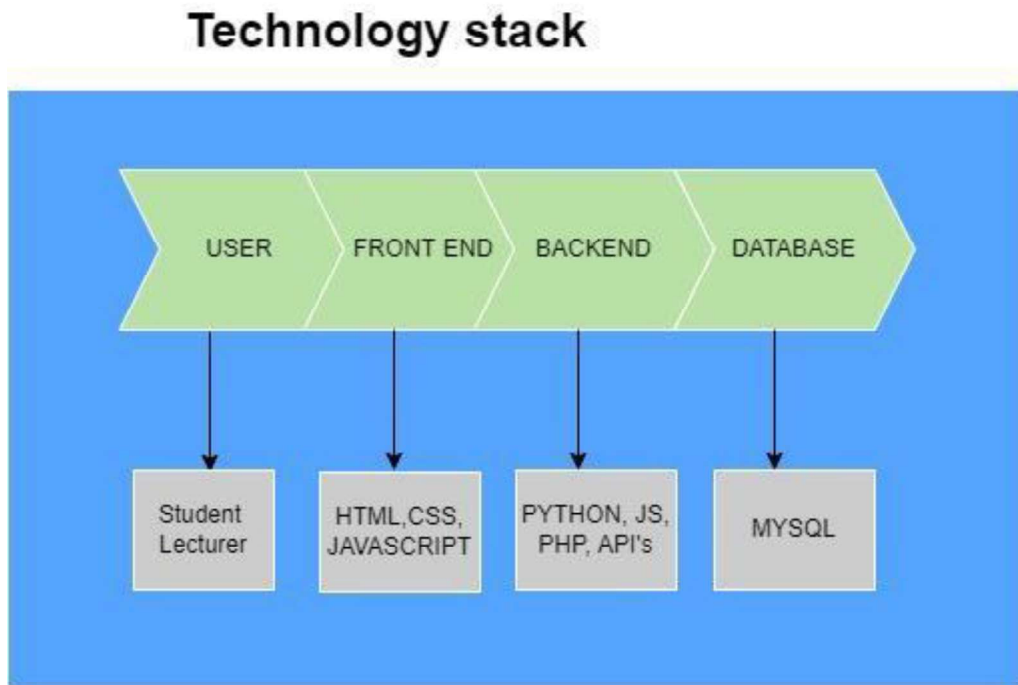 Technology stack
USER
FRONT END
BACKEND
DATABASE
Student
Lecturer
HTML,CSS,
JAVASCRIPT
PYTHON, JS,
PHP, API's
MYSQL